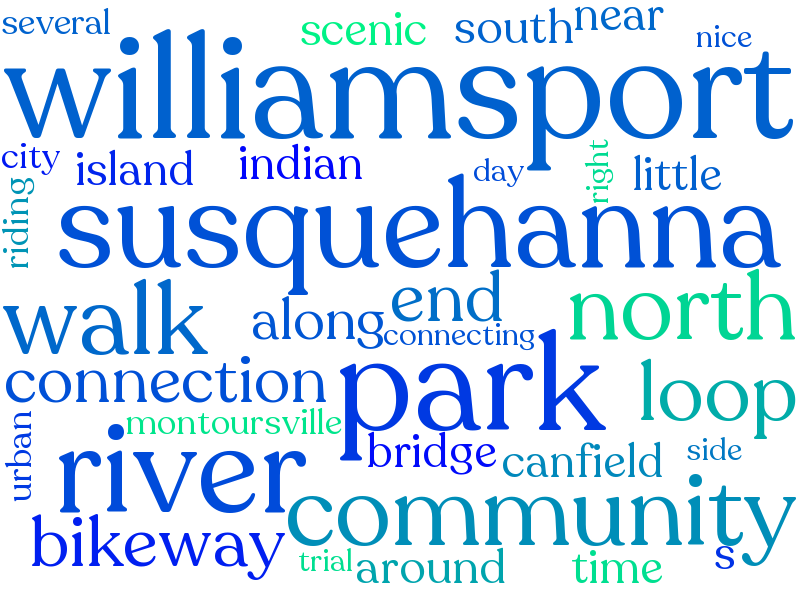 several scenic south near nice
williamsport
city island indian day right little
riding susquehanna
walk along end connecting north
connection park loop
urban montoursville bridge canfield side
river community
bikeway trial around time s